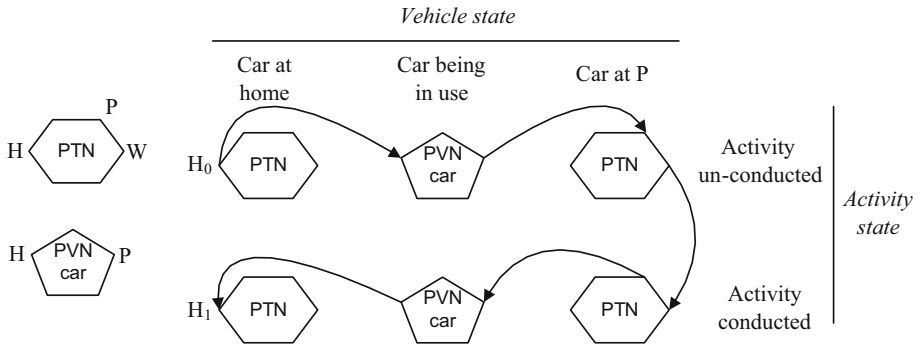 Vehicle state
Car at
home
Car being
in use
Car at P
P
H
PTN
W
H
PVN
car
P
H0
PTN
PVN
car
PTN
Activity
un-conducted
Activity
state
H1
PTN
PVN
car
PTN
Activity
conducted